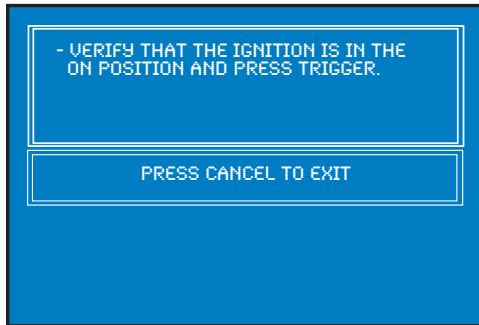 - VERIFY THAT THE IGNITION IS IN THE
ON POSITION AND PRESS TRIGGER.
PRESS CANCEL TO EXIT